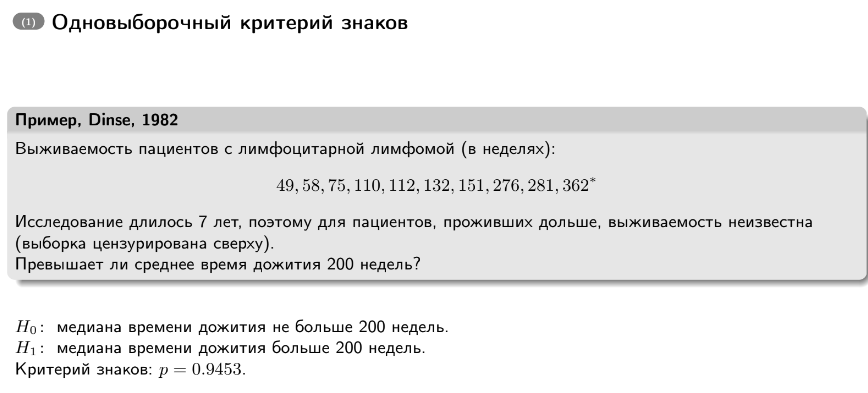 (1) Одновыборочный критерий знаков
Пример, Dinse, 1982
Выживаемость пациентов с лимфоцитарной лимфомой (в неделях):
49, 58, 75, 110, 112, 132, 151, 276, 281, 362*
Исследование длилось 7 лет, поэтому для пациентов, проживших дольше, выживаемость неизвестна
(выборка цензурирована сверху).
Превышает ли среднее время дожития 200 недель?
H₀: медиана времени дожития не больше 200 недель.
H₁: медиана времени дожития больше 200 недель.
Критерий знаков: p = 0.9453.